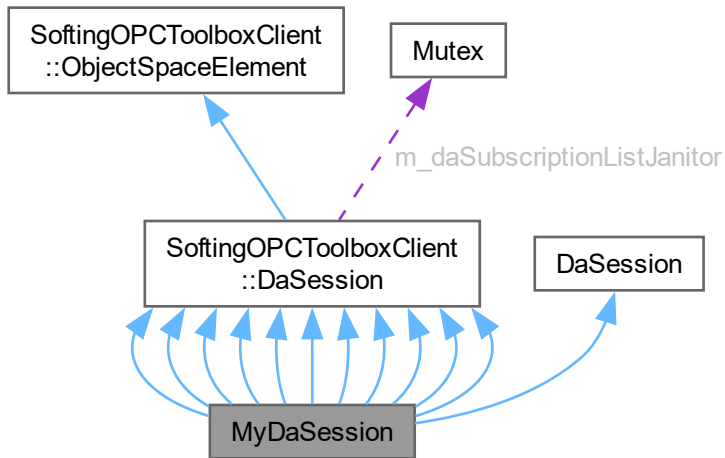 SoftingOPCToolboxClient
::ObjectSpaceElement
Mutex
m_daSubscriptionListJanitor
SoftingOPCToolboxClient
::DaSession
DaSession
MyDaSession